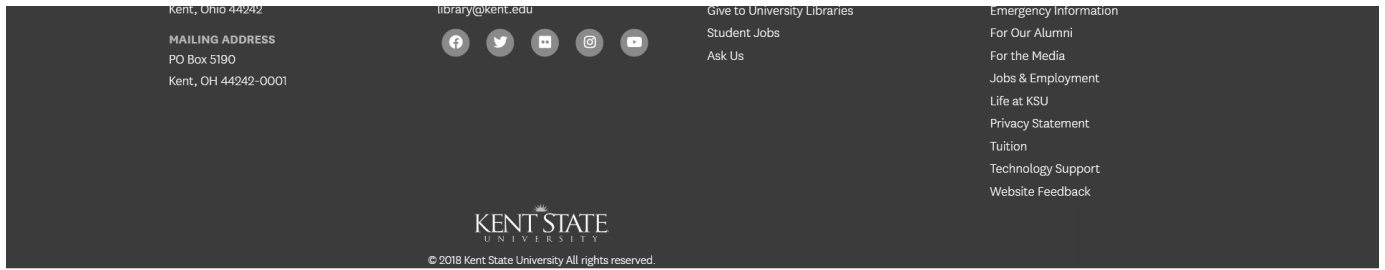 Kent, Ohio 44242
MAILING ADDRESS
PO Box 5190
Kent, OH 44242-0001
library@kent.edu
Give to University Libraries
Student Jobs
Ask Us
Emergency Information
For Our Alumni
For the Media
Jobs & Employment
Life at KSU
Privacy Statement
Tuition
Technology Support
Website Feedback
KENT STATE
UNIVERSITY
© 2018 Kent State University All rights reserved.